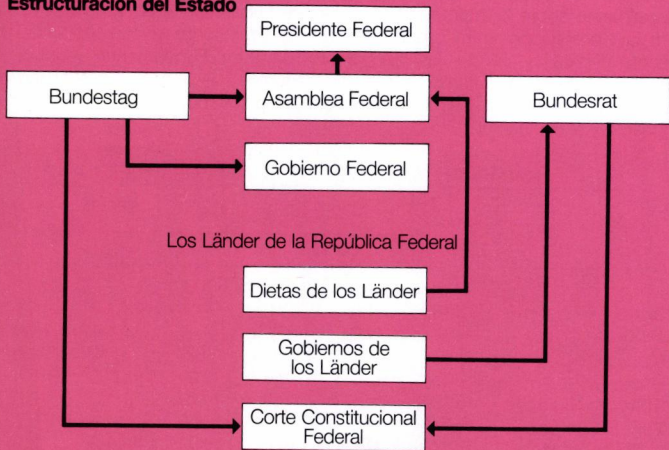 Estructuración del Estado
Presidente Federal
Bundestag
Asamblea Federal
Bundesrat
Gobierno Federal
Los Länder de la República Federal
Dietas de los Länder
Gobiernos de
los Länder
Corte Constitucional
Federal